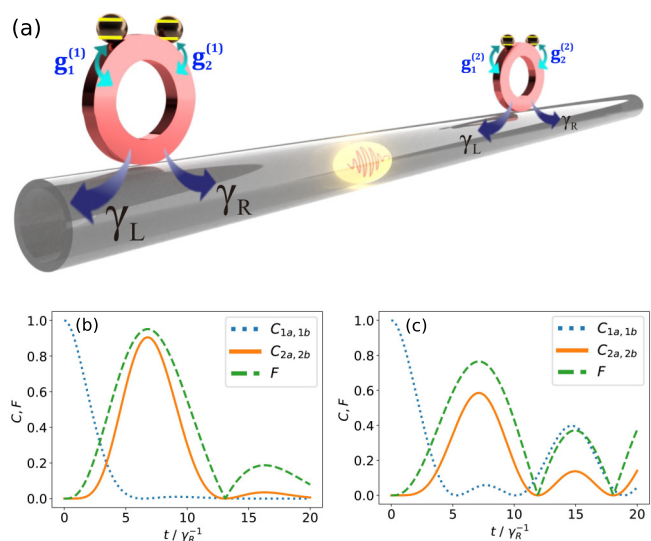 (a)
g₁⁽¹⁾ g₂⁽¹⁾ g₁⁽²⁾ g₂⁽²⁾
γL γR γL γR
(b)
C1a, 1b
C2a, 2b
F
C, F
1.0
0.8
0.6
0.4
0.2
0.0
0 5 10 15 20
t / γR⁻¹
(c)
C1a, 1b
C2a, 2b
F
C, F
1.0
0.8
0.6
0.4
0.2
0.0
0 5 10 15 20
t / γR⁻¹